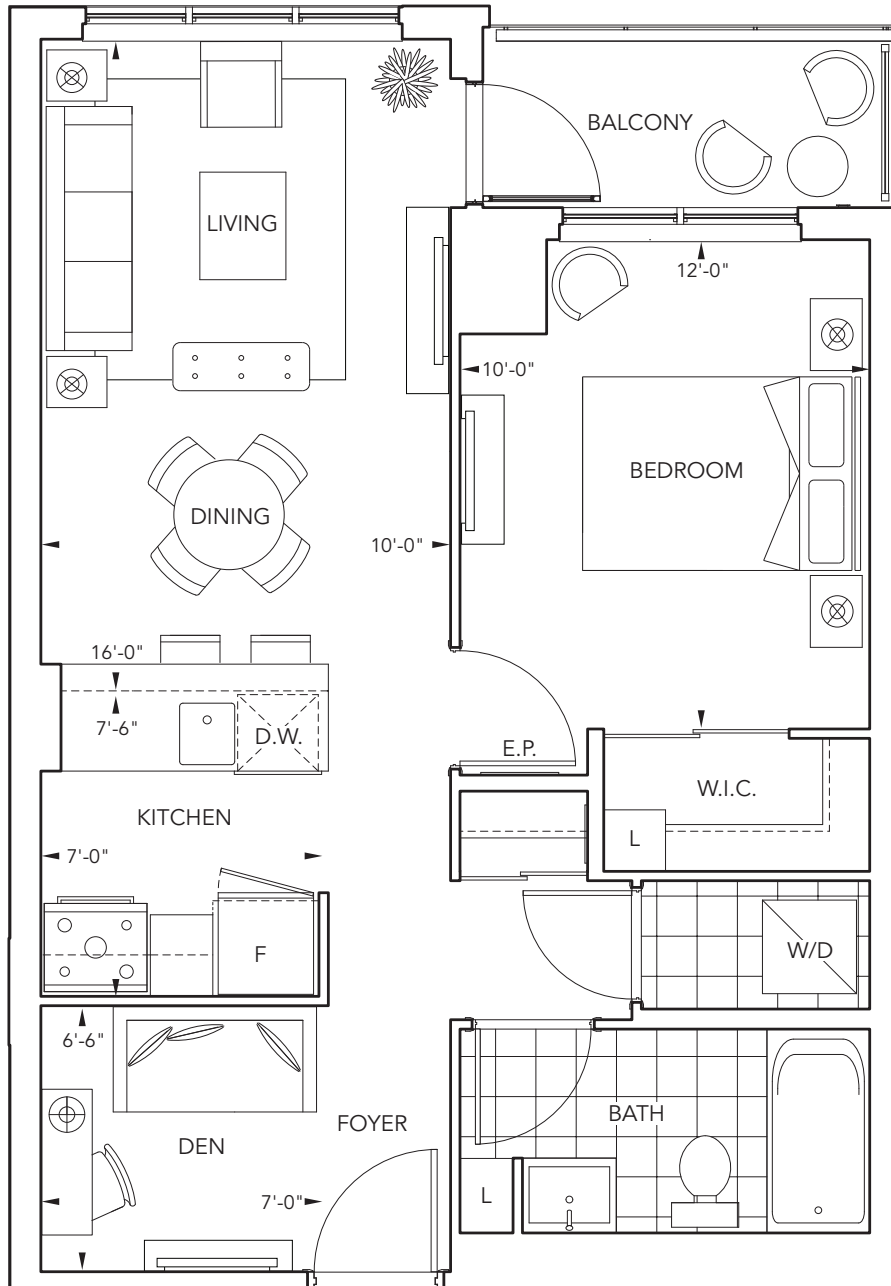 BALCONY
LIVING
12'-0"
10'-0"
BEDROOM
DINING
10'-0"
16'-0"
7'-6"
D.W.
E.P.
W.I.C.
KITCHEN
L
7'-0"
F
W/D
6'-6"
FOYER
BATH
DEN
7'-0"
L